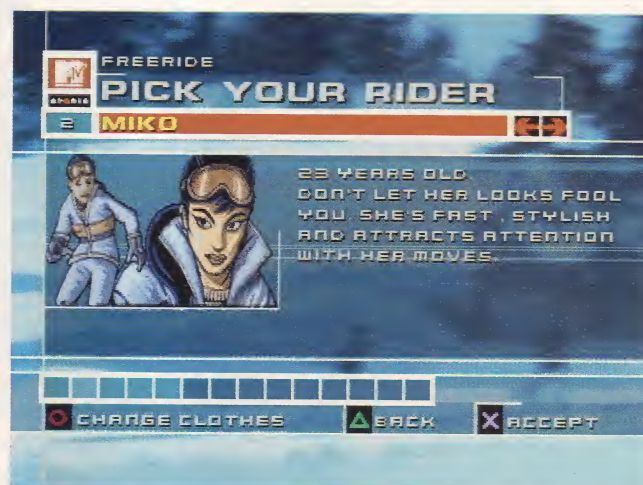 FREERIDE
PICK YOUR RIDER
2 MIKO
23 YEARS OLD.
DON'T LET HER LOOKS FOOL
YOU. SHE'S FAST, STYLISH
AND ATTRACTS ATTENTION
WITH HER MOVES.
CHANGE CLOTHES
BACK
ACCEPT